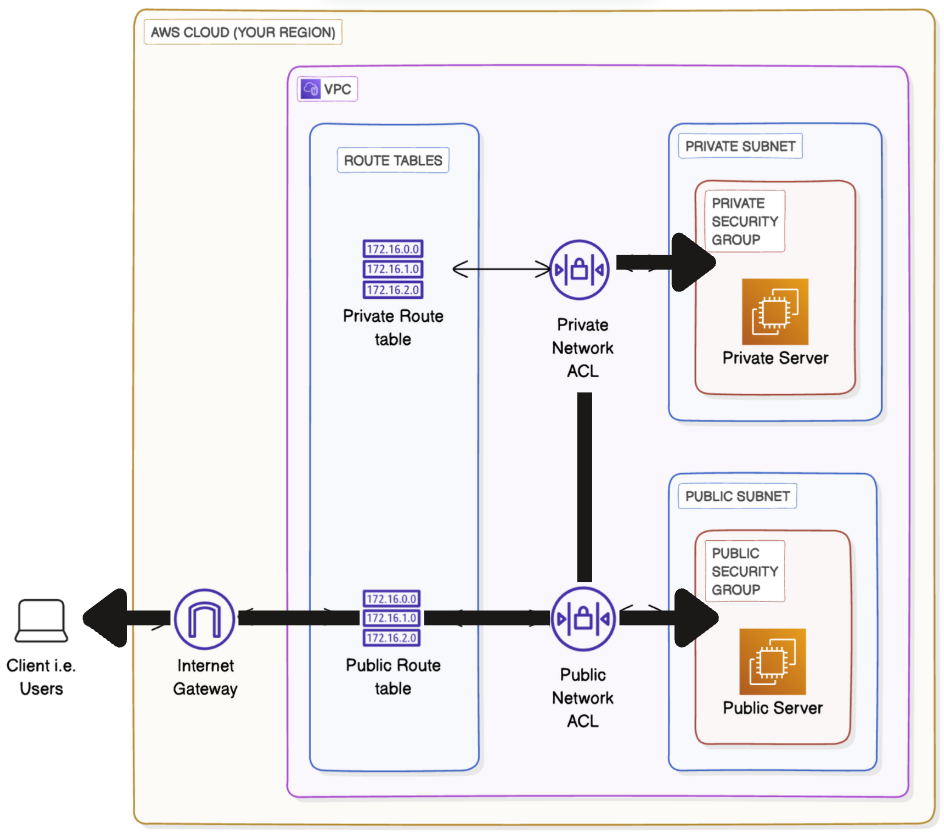 AWS CLOUD (YOUR REGION)
VPC
ROUTE TABLES
172.16.0.0
172.16.1.0
172.16.2.0
Private Route
table
Private
Network
ACL
PRIVATE SUBNET
PRIVATE
SECURITY
GROUP
Private Server
Client i.e.
Users
Internet
Gateway
172.16.0.0
172.16.1.0
172.16.2.0
Public Route
table
Public
Network
ACL
PUBLIC SUBNET
PUBLIC
SECURITY
GROUP
Public Server